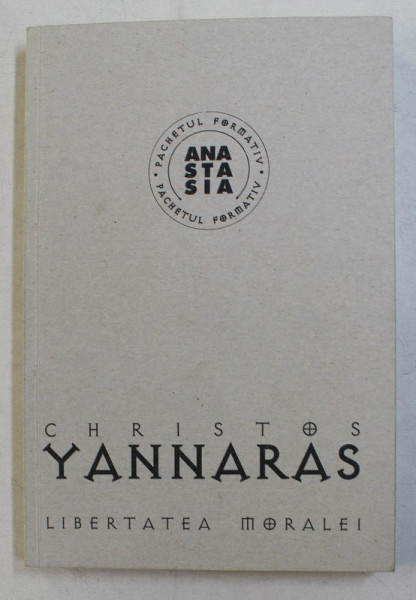 • PACHETUL FORMATIV •
PACHETUL FORMATIV
ANA
STA
SIA
CHRISTOS
YANNARAS
LIBERTATEA MORALEI